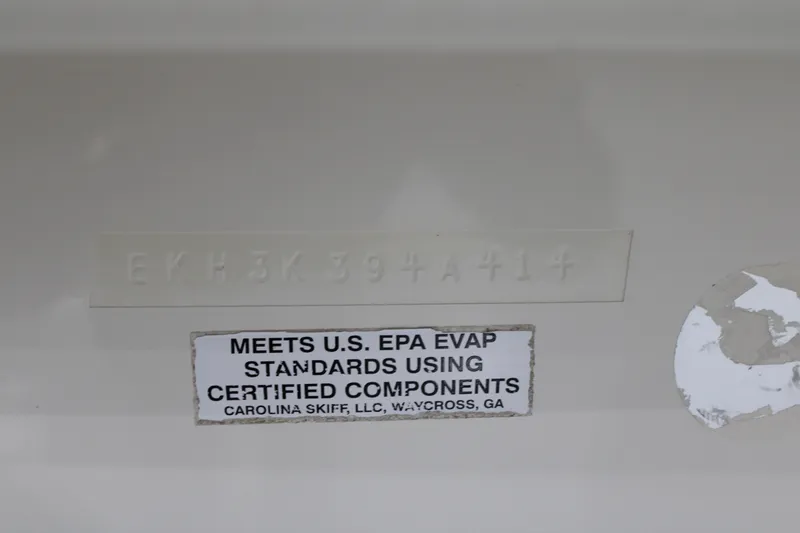 EKH3K394A414
MEETS U.S. EPA EVAP
STANDARDS USING
CERTIFIED COMPONENTS
CAROLINA SKIFF, LLC, WAYCROSS, GA